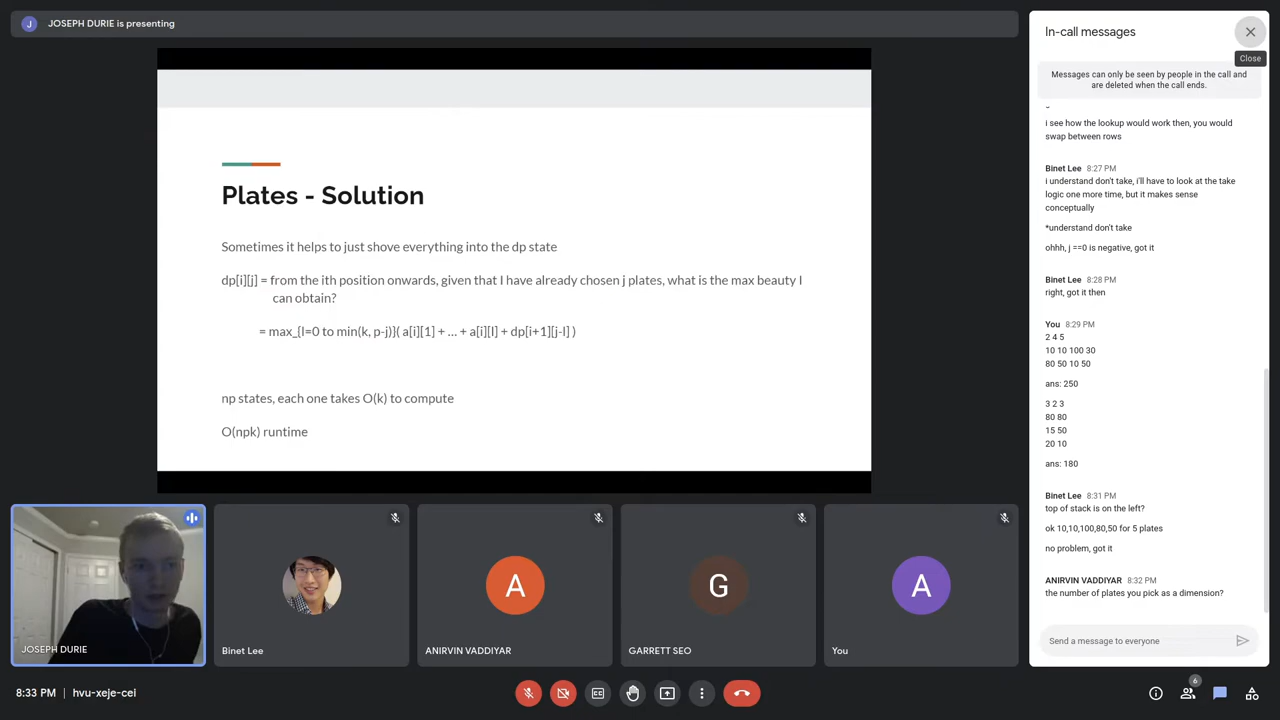 J JOSEPH DURIE is presenting
Plates - Solution
Sometimes it helps to just shove everything into the dp state
dp[i][j] = from the ith position onwards, given that I have already chosen j plates, what is the max beauty I
can obtain?
= max_{l=0 to min(k, p-j)}( a[i][1] + ... + a[i][l] + dp[i+1][j-l] )
np states, each one takes O(k) to compute
O(npk) runtime
JOSEPH DURIE
Binet Lee
A
ANIRVIN VADDIYAR
G
GARRETT SEO
A
You
8:33 PM | hvu-xeje-cei
In-call messages
Close
Messages can only be seen by people in the call and
are deleted when the call ends.
i see how the lookup would work then, you would
swap between rows
Binet Lee 8:27 PM
i understand don't take, i'll have to look at the take
logic one more time, but it makes sense
conceptually
*understand don't take
ohhh, j ==0 is negative, got it
Binet Lee 8:28 PM
right, got it then
You 8:29 PM
2 4 5
10 10 100 30
80 50 10 50
ans: 250
3 2 3
80 80
15 50
20 10
ans: 180
Binet Lee 8:31 PM
top of stack is on the left?
ok 10,10,100,80,50 for 5 plates
no problem, got it
ANIRVIN VADDIYAR 8:32 PM
the number of plates you pick as a dimension?
Send a message to everyone
6